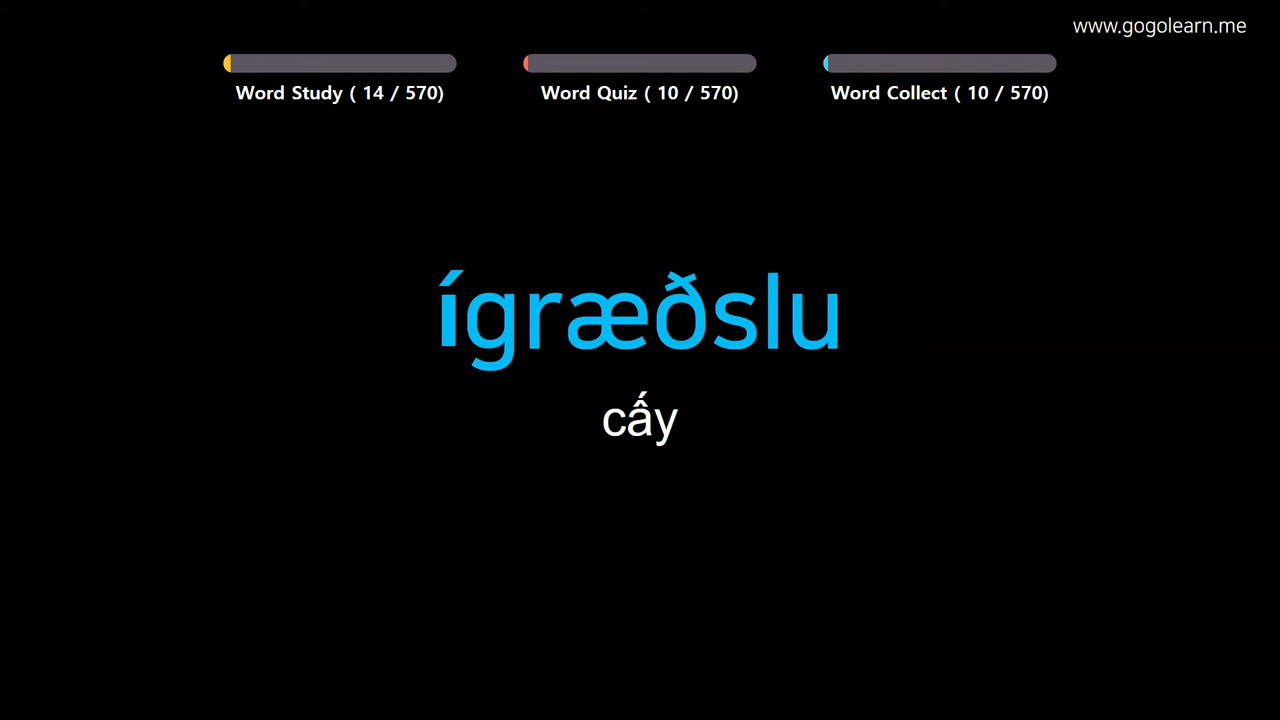 www.gogolearn.me
Word Study ( 14 / 570)
Word Quiz ( 10 / 570)
Word Collect ( 10 / 570)
ígræðslu
cấy